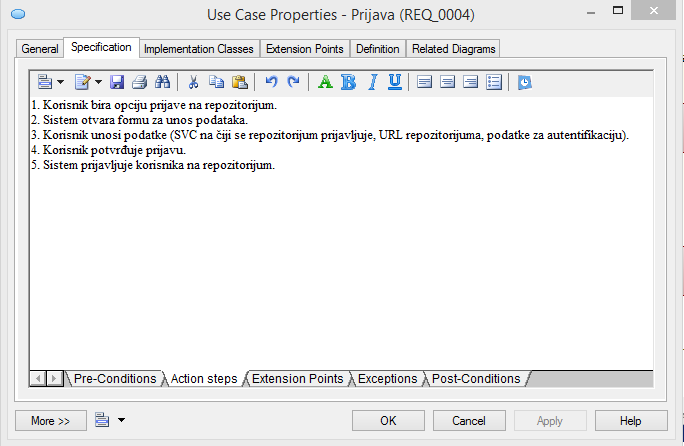 Use Case Properties - Prijava (REQ_0004)
General Specification Implementation Classes Extension Points Definition Related Diagrams
A B I U
1. Korisnik bira opciju prijave na repozitorijum.
2. Sistem otvara formu za unos podataka.
3. Korisnik unosi podatke (SVC na čiji se repozitorijum prijavljuje, URL repozitorijuma, podatke za autentifikaciju).
4. Korisnik potvrđuje prijavu.
5. Sistem prijavljuje korisnika na repozitorijum.
Pre-Conditions Action steps Extension Points Exceptions Post-Conditions
More >> OK Cancel Apply Help